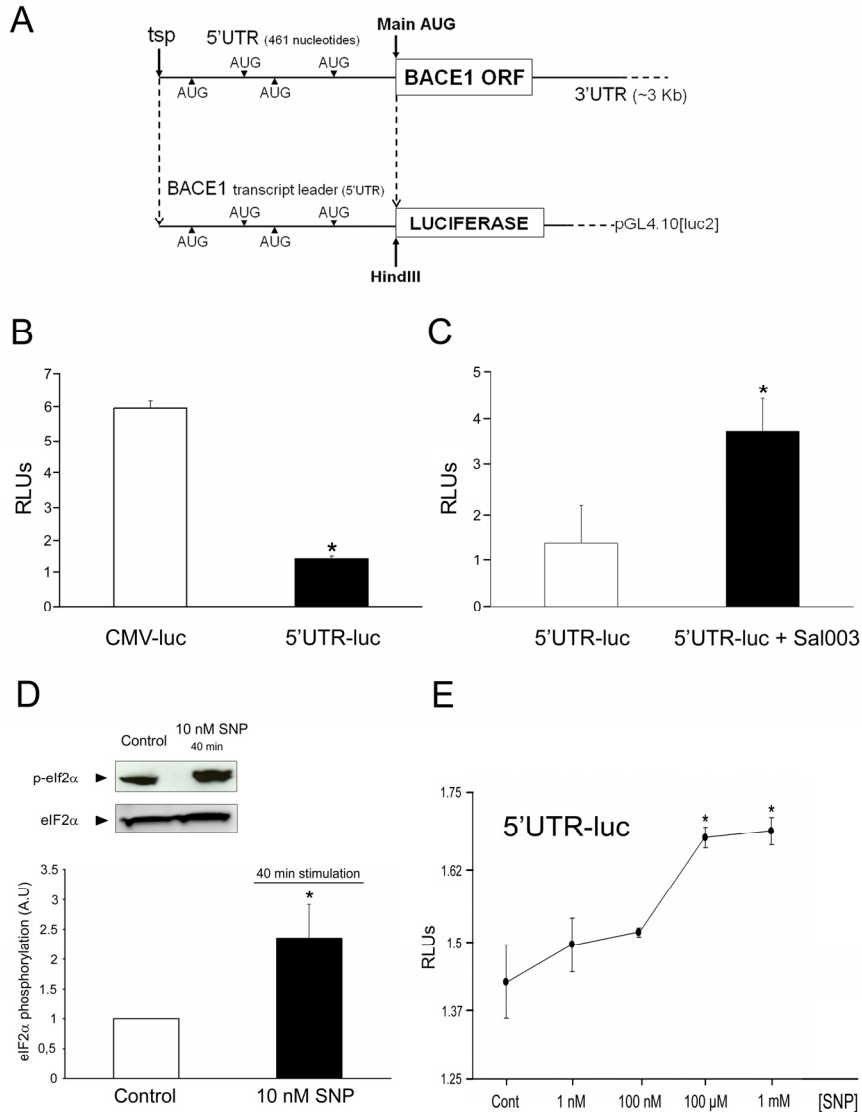 A
tsp
5’UTR (461 nucleotides)
Main AUG
AUG
AUG
AUG
AUG
BACE1 ORF
3’UTR (~3 Kb)
BACE1 transcript leader (5’UTR)
AUG
AUG
AUG
AUG
LUCIFERASE
pGL4.10[luc2]
HindIII
B
RLUs
7
6
5
4
3
2
1
0
*
CMV-luc
5’UTR-luc
C
RLUs
5
4
3
2
1
0
*
5’UTR-luc
5’UTR-luc + Sal003
D
Control
10 nM SNP
40 min
p-eIf2α
eIF2α
eIF2α phosphorylation (A.U)
3.5
3
2.5
2
1.5
1
0,5
0
40 min stimulation
*
Control
10 nM SNP
E
5’UTR-luc
RLUs
1.75
1.62
1.5
1.37
1.25
*
*
Cont
1 nM
100 nM
100 µM
1 mM
[SNP]